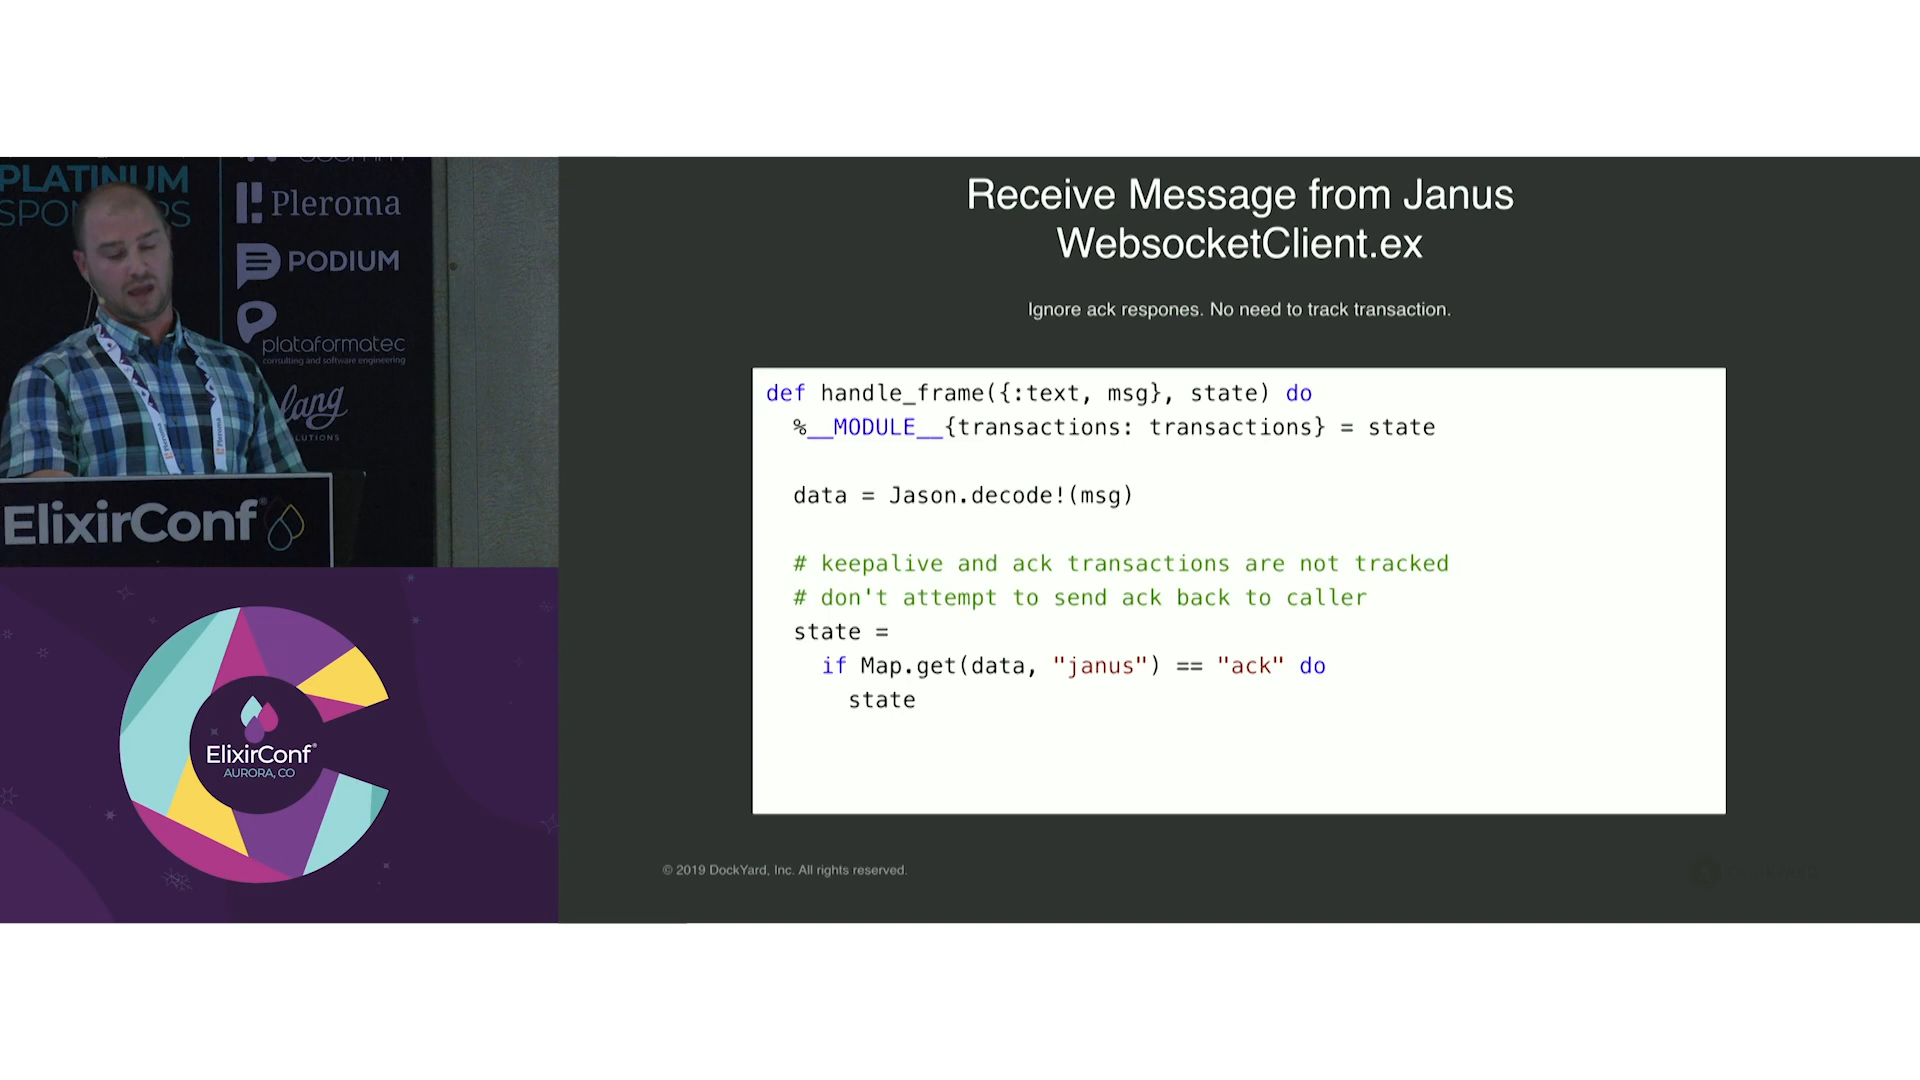 PLATINUM
SPONSORS
Pleroma
PODIUM
plataformatec
consulting and software engineering
lang
LUTIONS
ElixirConf
ElixirConf®
AURORA, CO
Receive Message from Janus
WebsocketClient.ex
Ignore ack respones. No need to track transaction.
def handle_frame({:text, msg}, state) do
%__MODULE__{transactions: transactions} = state
data = Jason.decode!(msg)
# keepalive and ack transactions are not tracked
# don't attempt to send ack back to caller
state =
if Map.get(data, "janus") == "ack" do
state
© 2019 DockYard, Inc. All rights reserved.